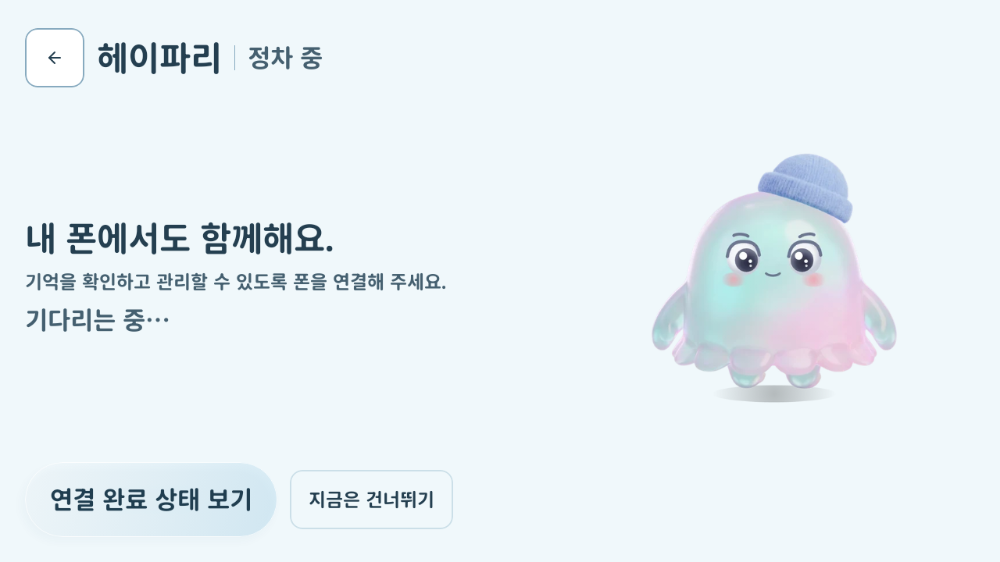 헤이파리
정차 중
내 폰에서도 함께해요.
기억을 확인하고 관리할 수 있도록 폰을 연결해 주세요.
기다리는 중···
연결 완료 상태 보기
지금은 건너뛰기